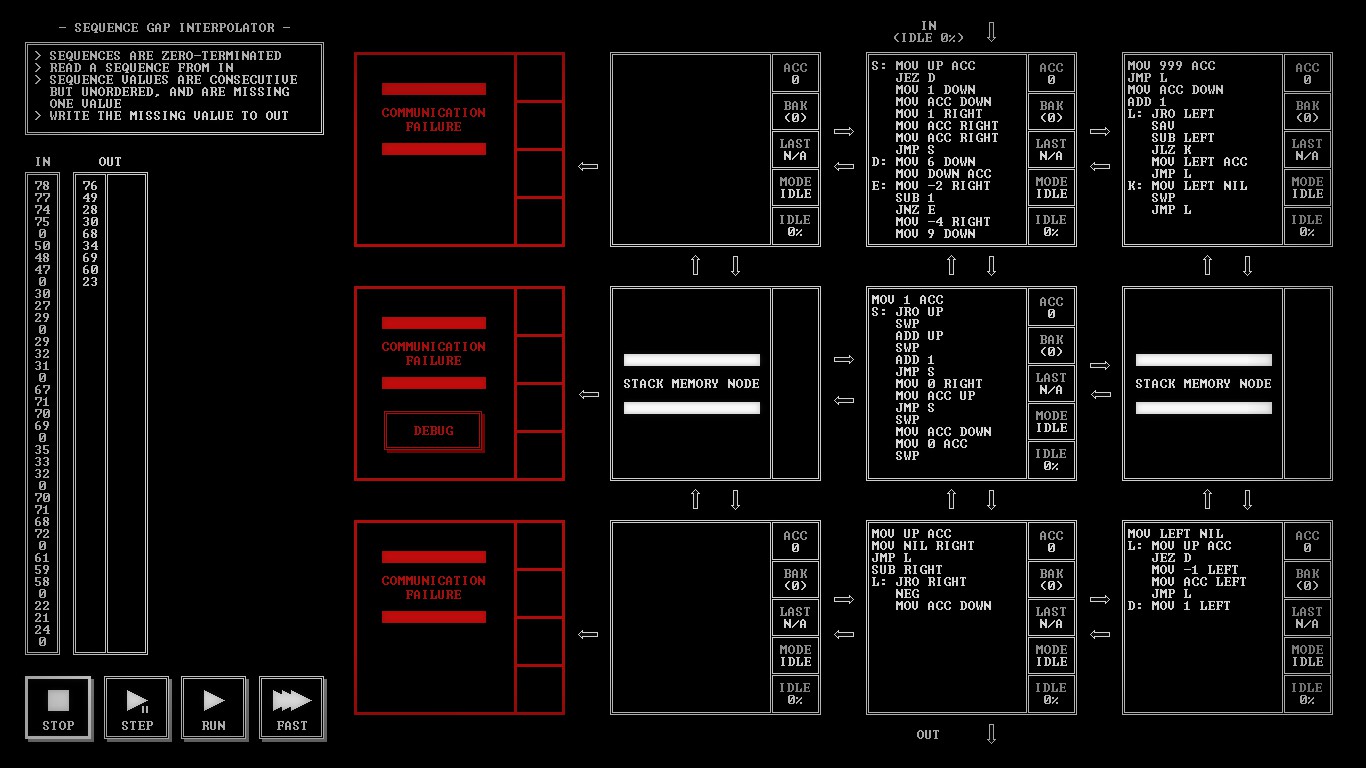 - SEQUENCE GAP INTERPOLATOR -
> SEQUENCES ARE ZERO-TERMINATED
> READ A SEQUENCE FROM IN
> SEQUENCE VALUES ARE CONSECUTIVE
BUT UNORDERED, AND ARE MISSING
ONE VALUE
> WRITE THE MISSING VALUE TO OUT
IN OUT
78 76
77 49
74 28
75 30
0 68
50 34
48 69
47 60
0 23
30
27
29
0
29
32
31
0
67
71
70
69
0
35
33
32
0
70
71
68
72
0
61
59
58
0
22
21
24
0
STOP
STEP
RUN
FAST
COMMUNICATION
FAILURE
ACC
0
BAK
(0)
LAST
N/A
MODE
IDLE
IDLE
0%
IN
(IDLE 0%)
S: MOV UP ACC
JEZ D
MOV 1 DOWN
MOV ACC DOWN
MOV 1 RIGHT
MOV ACC RIGHT
MOV ACC RIGHT
JMP S
D: MOV 6 DOWN
MOV DOWN ACC
E: MOV -2 RIGHT
SUB 1
JNZ E
MOV -4 RIGHT
MOV 9 DOWN
ACC
0
BAK
(0)
LAST
N/A
MODE
IDLE
IDLE
0%
MOV 999 ACC
JMP L
MOV ACC DOWN
ADD 1
L: JRO LEFT
SAV
SUB LEFT
JLZ K
MOV LEFT ACC
JMP L
K: MOV LEFT NIL
SWP
JMP L
ACC
0
BAK
(0)
LAST
N/A
MODE
IDLE
IDLE
0%
COMMUNICATION
FAILURE
DEBUG
STACK MEMORY NODE
MOV 1 ACC
S: JRO UP
SWP
ADD UP
SWP
ADD 1
JMP S
MOV 0 RIGHT
MOV ACC UP
JMP S
SWP
MOV ACC DOWN
MOV 0 ACC
SWP
ACC
0
BAK
(0)
LAST
N/A
MODE
IDLE
IDLE
0%
STACK MEMORY NODE
COMMUNICATION
FAILURE
ACC
0
BAK
(0)
LAST
N/A
MODE
IDLE
IDLE
0%
MOV UP ACC
MOV NIL RIGHT
JMP L
SUB RIGHT
L: JRO RIGHT
NEG
MOV ACC DOWN
ACC
0
BAK
(0)
LAST
N/A
MODE
IDLE
IDLE
0%
MOV LEFT NIL
L: MOV UP ACC
JEZ D
MOV -1 LEFT
MOV ACC LEFT
JMP L
D: MOV 1 LEFT
ACC
0
BAK
(0)
LAST
N/A
MODE
IDLE
IDLE
0%
OUT